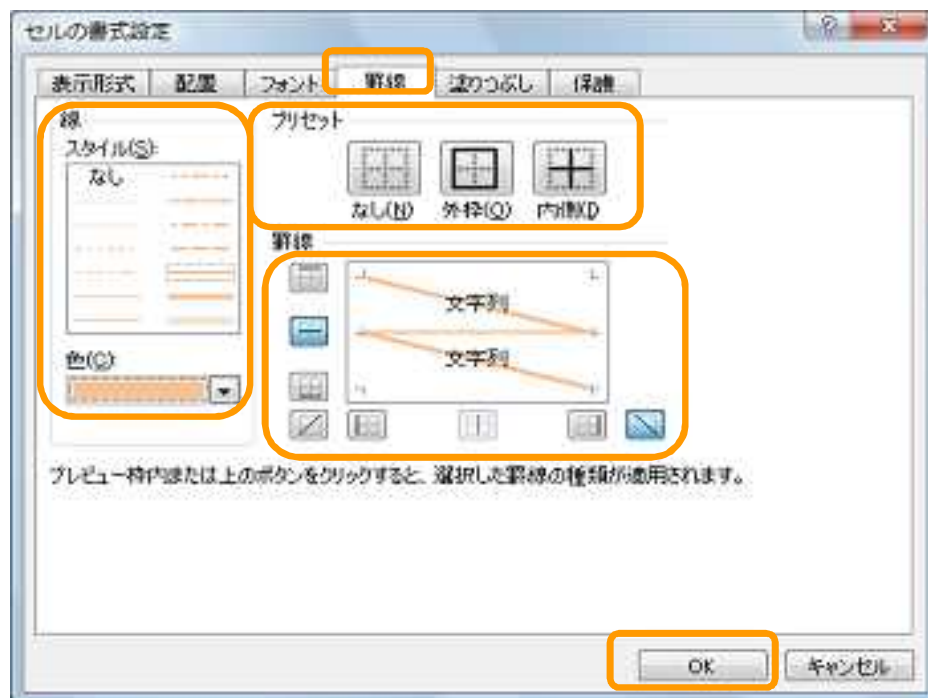 セルの書式設定
表示形式 配置 フォント 罫線 塗りつぶし 保護
線
スタイル(S):
なし
色(C):
プリセット
なし(N) 外枠(O) 内側(I)
罫線
文字列
文字列
プレビュー枠内または上のボタンをクリックすると、選択した罫線の種類が適用されます。
OK キャンセル